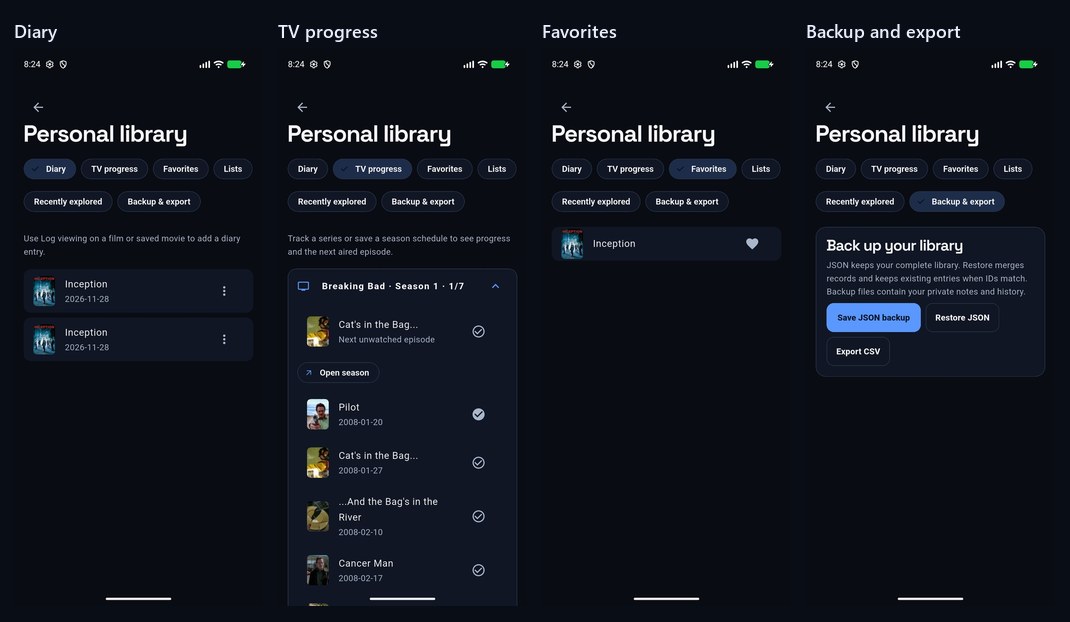 Diary
8:24
Personal library
Diary
TV progress
Favorites
Lists
Recently explored
Backup & export
Use Log viewing on a film or saved movie to add a diary
entry.
Inception
2026-11-28
Inception
2026-11-28
TV progress
8:24
Personal library
Diary
TV progress
Favorites
Lists
Recently explored
Backup & export
Track a series or save a season schedule to see progress
and the next aired episode.
Breaking Bad · Season 1 · 1/7
Cat's in the Bag...
Next unwatched episode
Open season
Pilot
2008-01-20
Cat's in the Bag...
2008-01-27
...And the Bag's in the
River
2008-02-10
Cancer Man
2008-02-17
Favorites
8:24
Personal library
Diary
TV progress
Favorites
Lists
Recently explored
Backup & export
Inception
Backup and export
8:24
Personal library
Diary
TV progress
Favorites
Lists
Recently explored
Backup & export
Back up your library
JSON keeps your complete library. Restore merges
records and keeps existing entries when IDs match.
Backup files contain your private notes and history.
Save JSON backup
Restore JSON
Export CSV